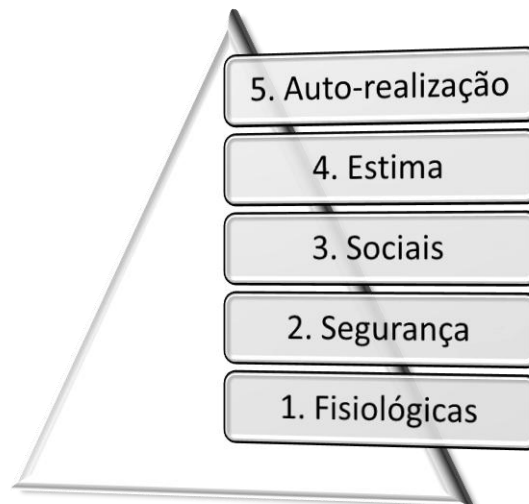 5. Auto-realização
4. Estima
3. Sociais
2. Segurança
1. Fisiológicas